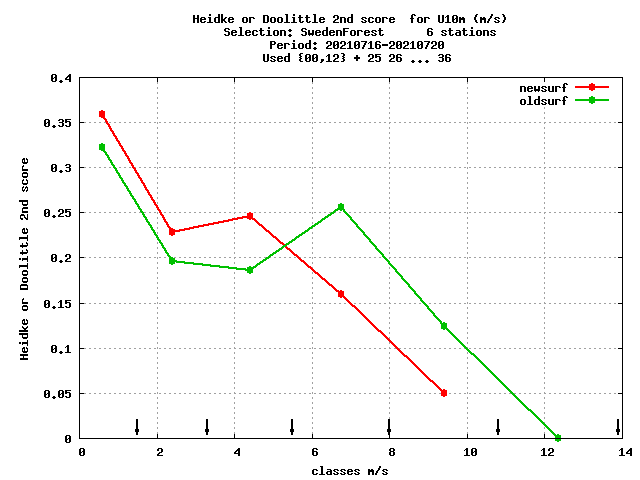 Heidke or Doolittle 2nd score  for U10m (m/s)
Selection: SwedenForest      6 stations
Period: 20210716-20210720
Used {00,12} + 25 26 ... 36
newsurf
oldsurf
0.4
0.35
0.3
0.25
0.2
0.15
0.1
0.05
0
Heidke or Doolittle 2nd score
0 2 4 6 8 10 12 14
classes m/s